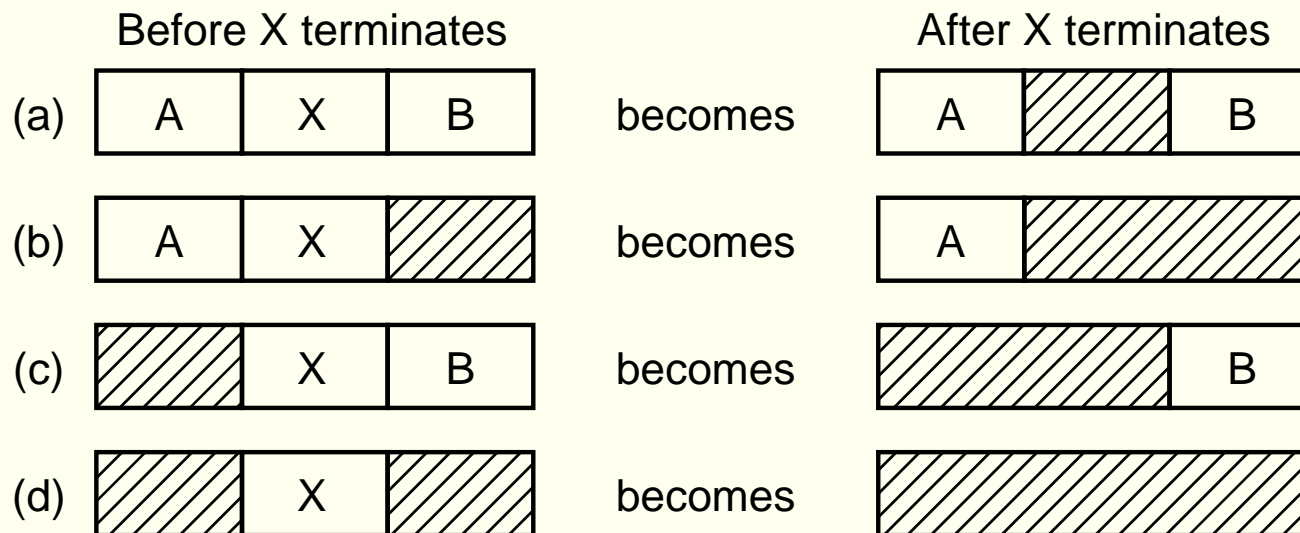 Before X terminates After X terminates
(a) A X B becomes A B
(b) A X becomes A
(c) X B becomes B
(d) X becomes